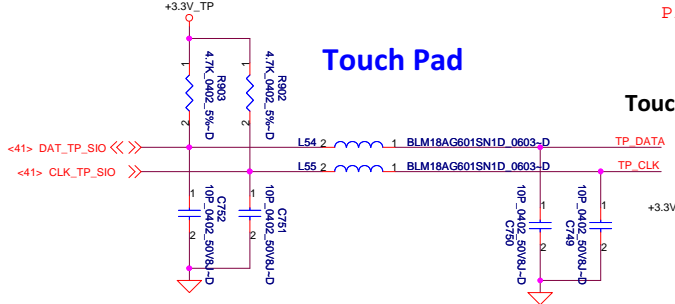 +3.3V_TP
P
Touch Pad
1
1
4.7K_0402_5%~D
R903
4.7K_0402_5%~D
R902
2
2
Touc
<41> DAT_TP_SIO
L54 2
1 BLM18AG601SN1D_0603~D
TP_DATA
<41> CLK_TP_SIO
L55 2
1 BLM18AG601SN1D_0603~D
TP_CLK
1
2
10P_0402_50V8J~D
C752
1
2
10P_0402_50V8J~D
C751
1
2
10P_0402_50V8J~D
C750
1
2
10P_0402_50V8J~D
C749
+3.3V